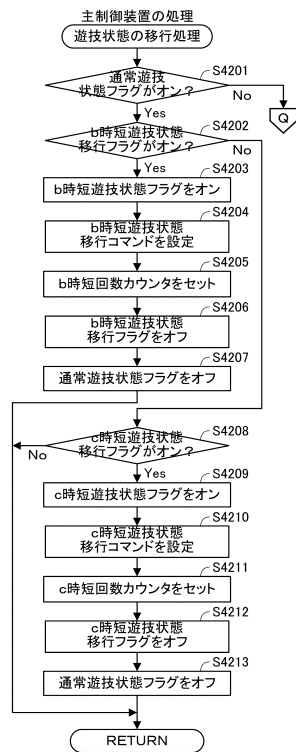 主制御装置の処理
遊技状態の移行処理
通常遊技
状態フラグがオン?
S4201
No
Q
Yes
b時短遊技状態
移行フラグがオン?
S4202
No
Yes
S4203
b時短遊技状態フラグをオン
S4204
b時短遊技状態
移行コマンドを設定
S4205
b時短回数カウンタをセット
S4206
b時短遊技状態
移行フラグをオフ
S4207
通常遊技状態フラグをオフ
S4208
c時短遊技状態
移行フラグがオン?
No
Yes
S4209
c時短遊技状態フラグをオン
S4210
c時短遊技状態
移行コマンドを設定
S4211
c時短回数カウンタをセット
S4212
c時短遊技状態
移行フラグをオフ
S4213
通常遊技状態フラグをオフ
RETURN